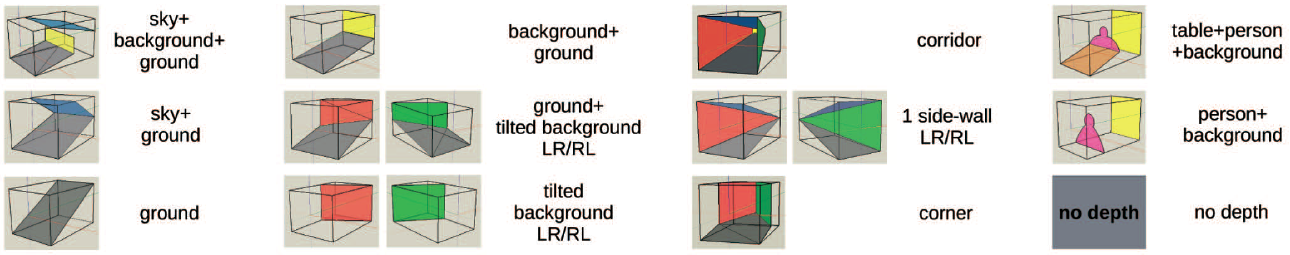 sky+
background+
ground
background+
ground
corridor
table+person
+background
sky+
ground
ground+
tilted background
LR/RL
1 side-wall
LR/RL
person+
background
ground
tilted
background
LR/RL
corner
no depth
no depth